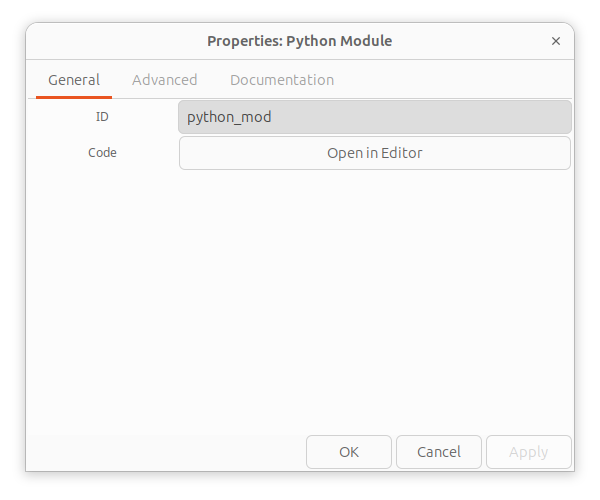 Properties: Python Module
General Advanced Documentation
ID python_mod
Code Open in Editor
OK Cancel Apply